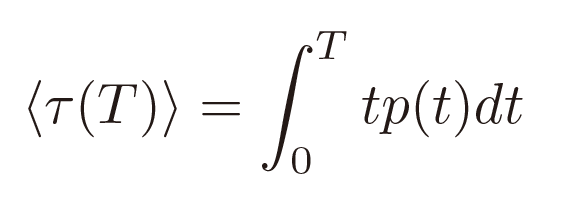 ⟨τ(T)⟩ = ∫₀ᵀ tp(t)dt